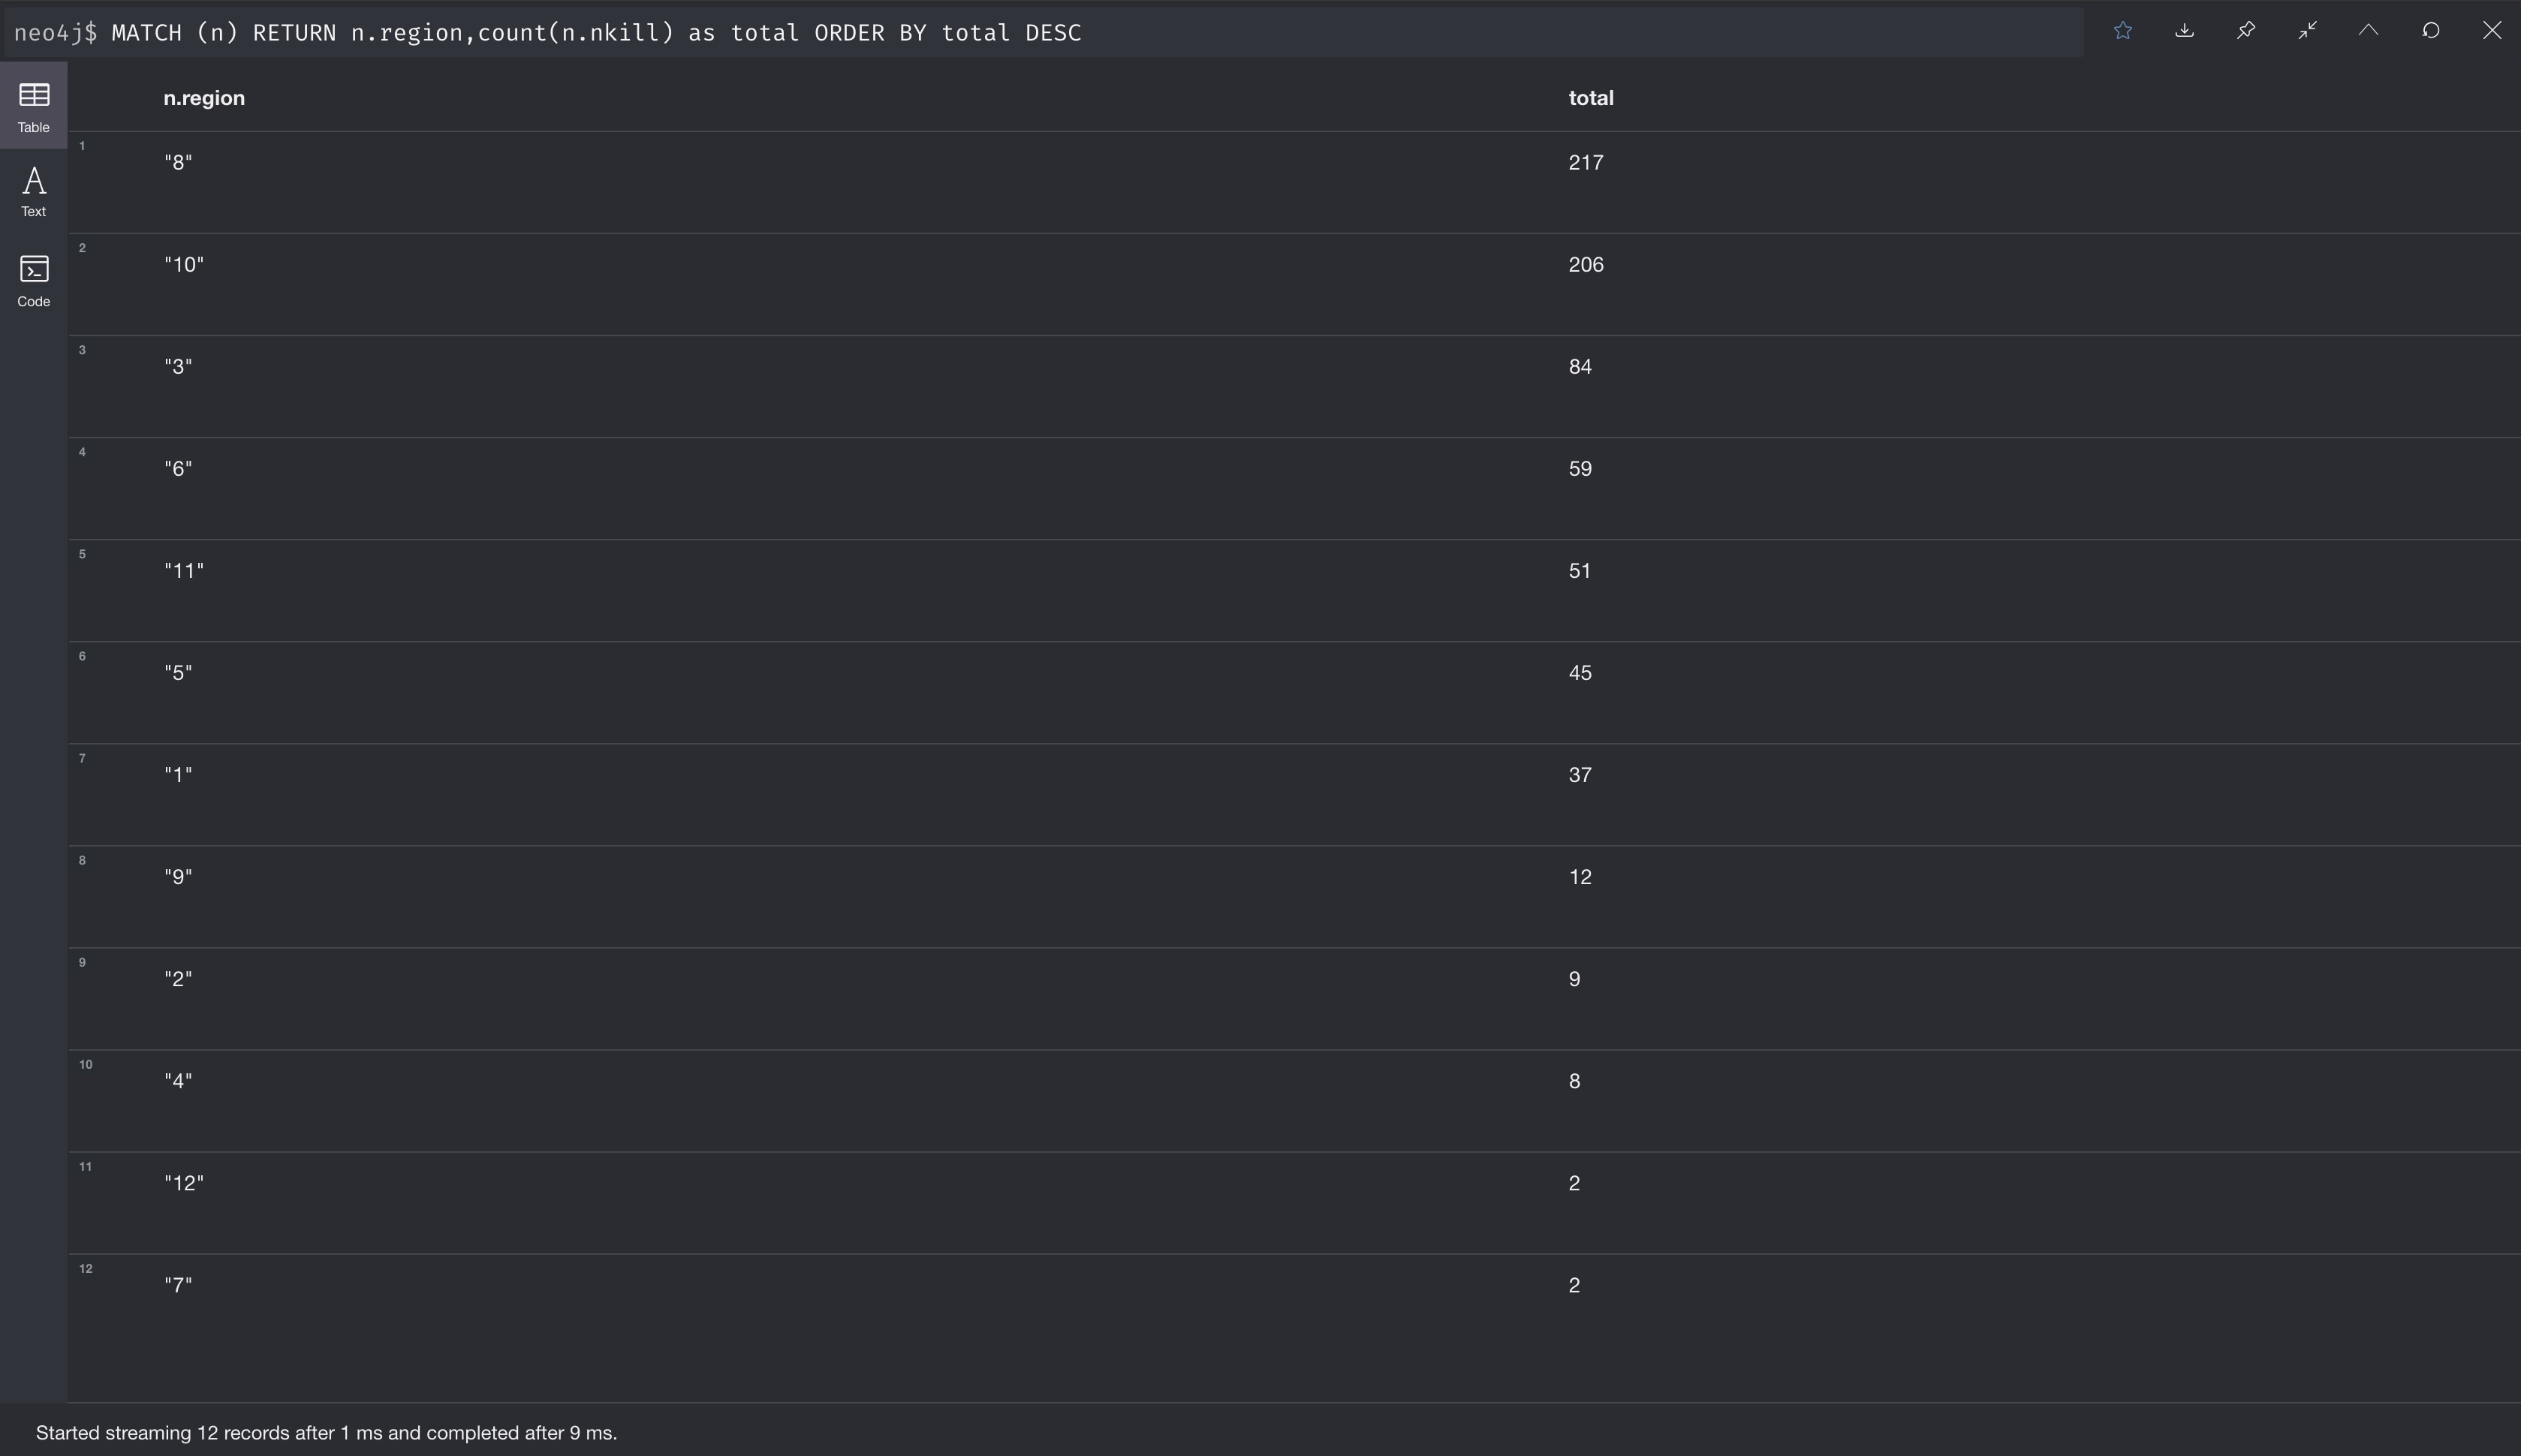 neo4j$ MATCH (n) RETURN n.region,count(n.nkill) as total ORDER BY total DESC
Table
Text
Code
n.region total
1 "8" 217
2 "10" 206
3 "3" 84
4 "6" 59
5 "11" 51
6 "5" 45
7 "1" 37
8 "9" 12
9 "2" 9
10 "4" 8
11 "12" 2
12 "7" 2
Started streaming 12 records after 1 ms and completed after 9 ms.